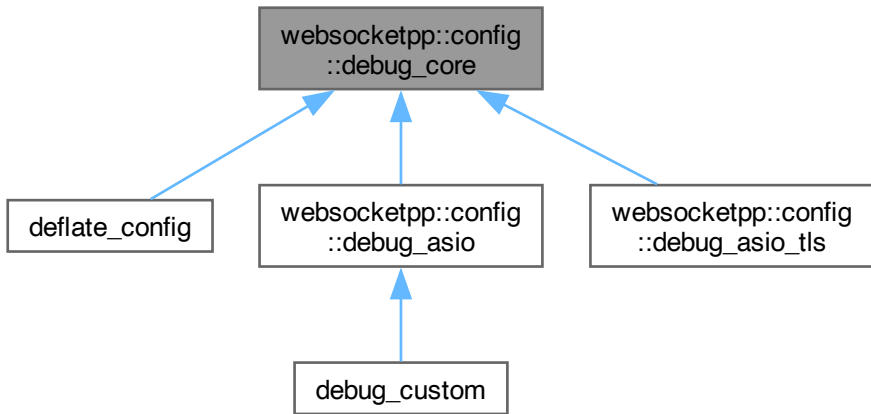 websocketpp::config
::debug_core
deflate_config
websocketpp::config
::debug_asio
websocketpp::config
::debug_asio_tls
debug_custom